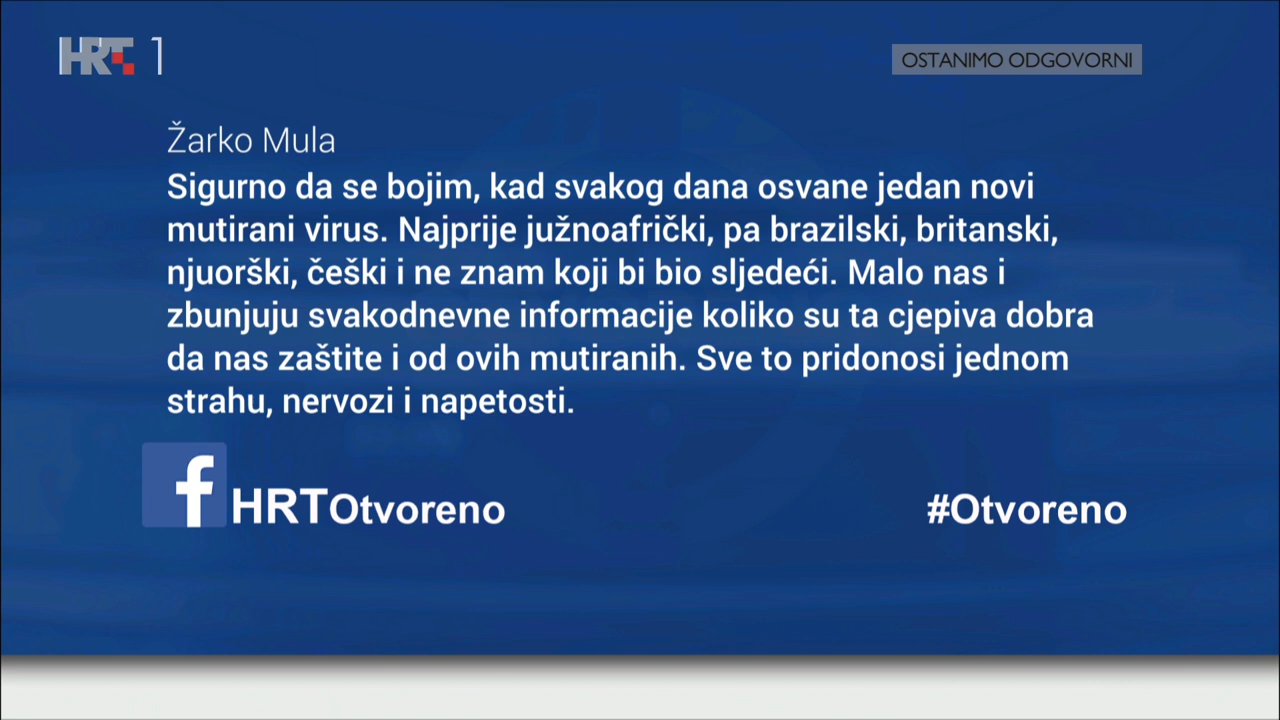 HRT 1
OSTANIMO ODGOVORNI
Žarko Mula
Sigurno da se bojim, kad svakog dana osvane jedan novi
mutirani virus. Najprije južnoafrički, pa brazilski, britanski,
njuorški, češki i ne znam koji bi bio sljedeći. Malo nas i
zbunjuju svakodnevne informacije koliko su ta cjepiva dobra
da nas zaštite i od ovih mutiranih. Sve to pridonosi jednom
strahu, nervozi i napetosti.
f HRTOtvoreno
#Otvoreno